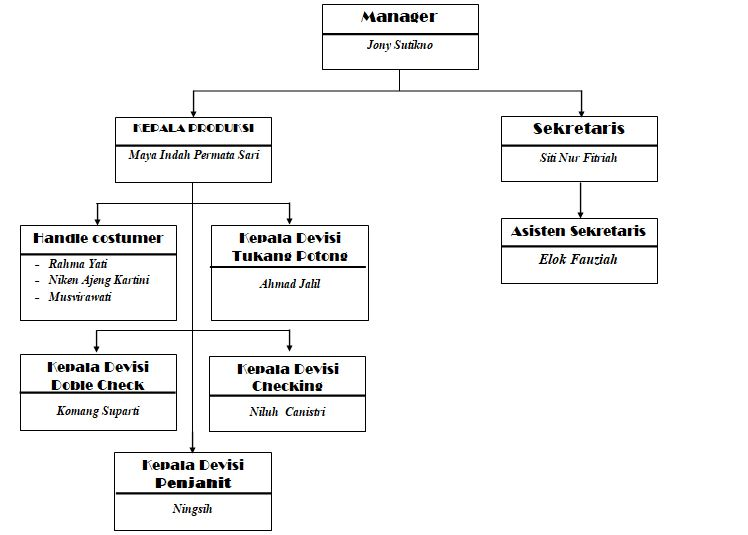 Manager
Jony Sutikno
KEPALA PRODUKSI
Maya Indah Permata Sari
Sekretaris
Siti Nur Fitriah
Handle costumer
- Rahma Yati
- Niken Ajeng Kartini
- Musvirawati
Kepala Devisi
Tukang Potong
Ahmad Jalil
Asisten Sekretaris
Elok Fauziah
Kepala Devisi
Doble Check
Komang Suparti
Kepala Devisi
Checking
Niluh Canistri
Kepala Devisi
Penjahit
Ningsih